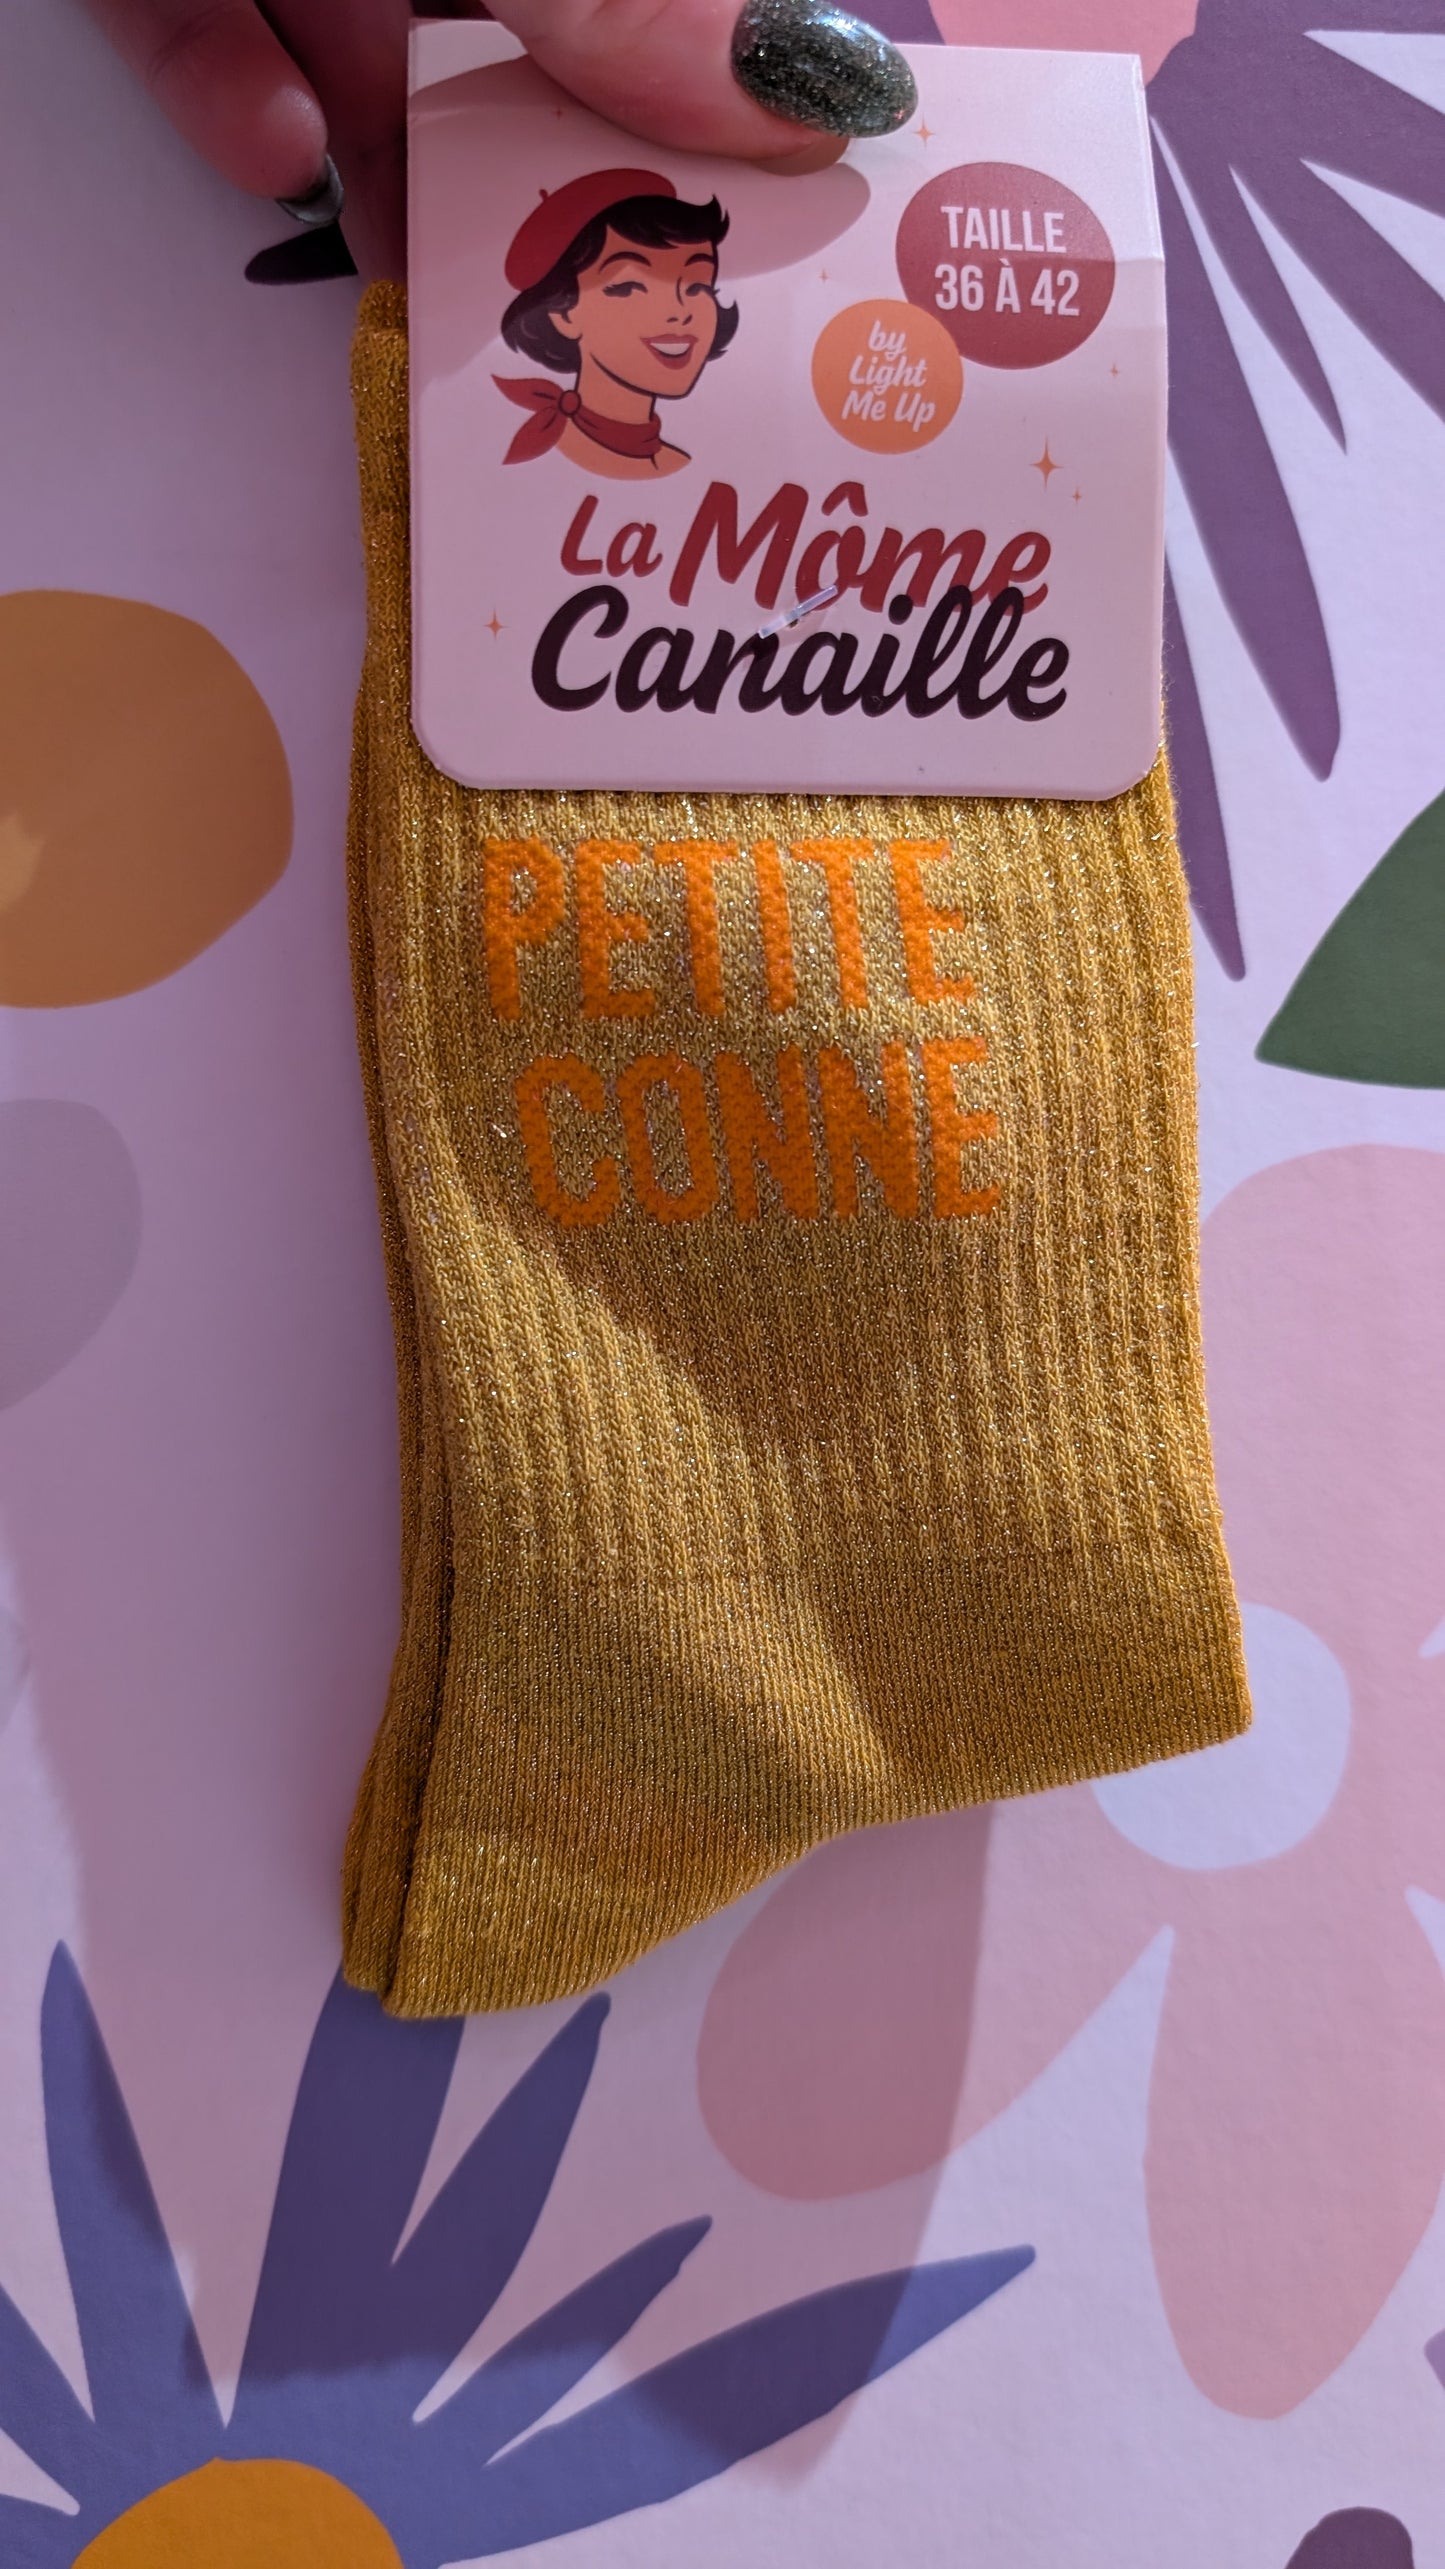 TAILLE
36 À 42
by
Light
Me Up
La Môme
Canaille
PETITE
CONNE